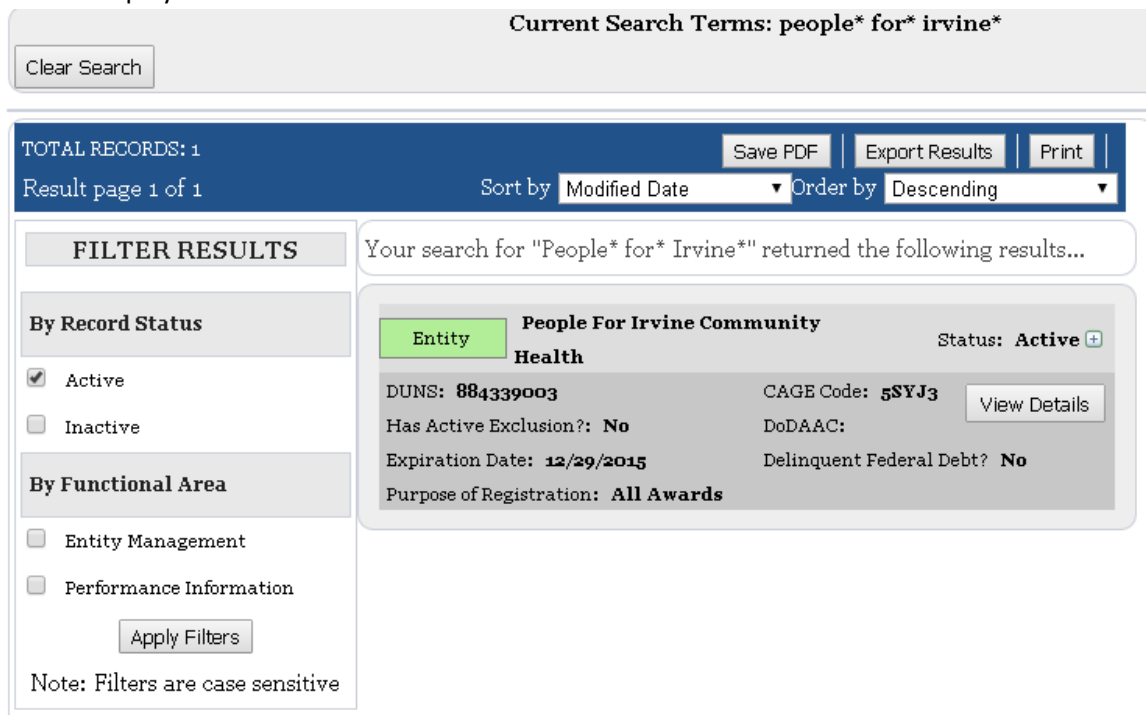 Current Search Terms: people* for* irvine*
Clear Search
TOTAL RECORDS: 1
Save PDF
Export Results
Print
Result page 1 of 1
Sort by Modified Date
Order by Descending
FILTER RESULTS
By Record Status
Active
Inactive
By Functional Area
Entity Management
Performance Information
Apply Filters
Note: Filters are case sensitive
Your search for "People* for* Irvine*" returned the following results...
Entity
People For Irvine Community
Health
Status: Active
DUNS: 884339003
CAGE Code: 5SYJ3
View Details
Has Active Exclusion?: No
DoDAAC:
Expiration Date: 12/29/2015
Delinquent Federal Debt? No
Purpose of Registration: All Awards